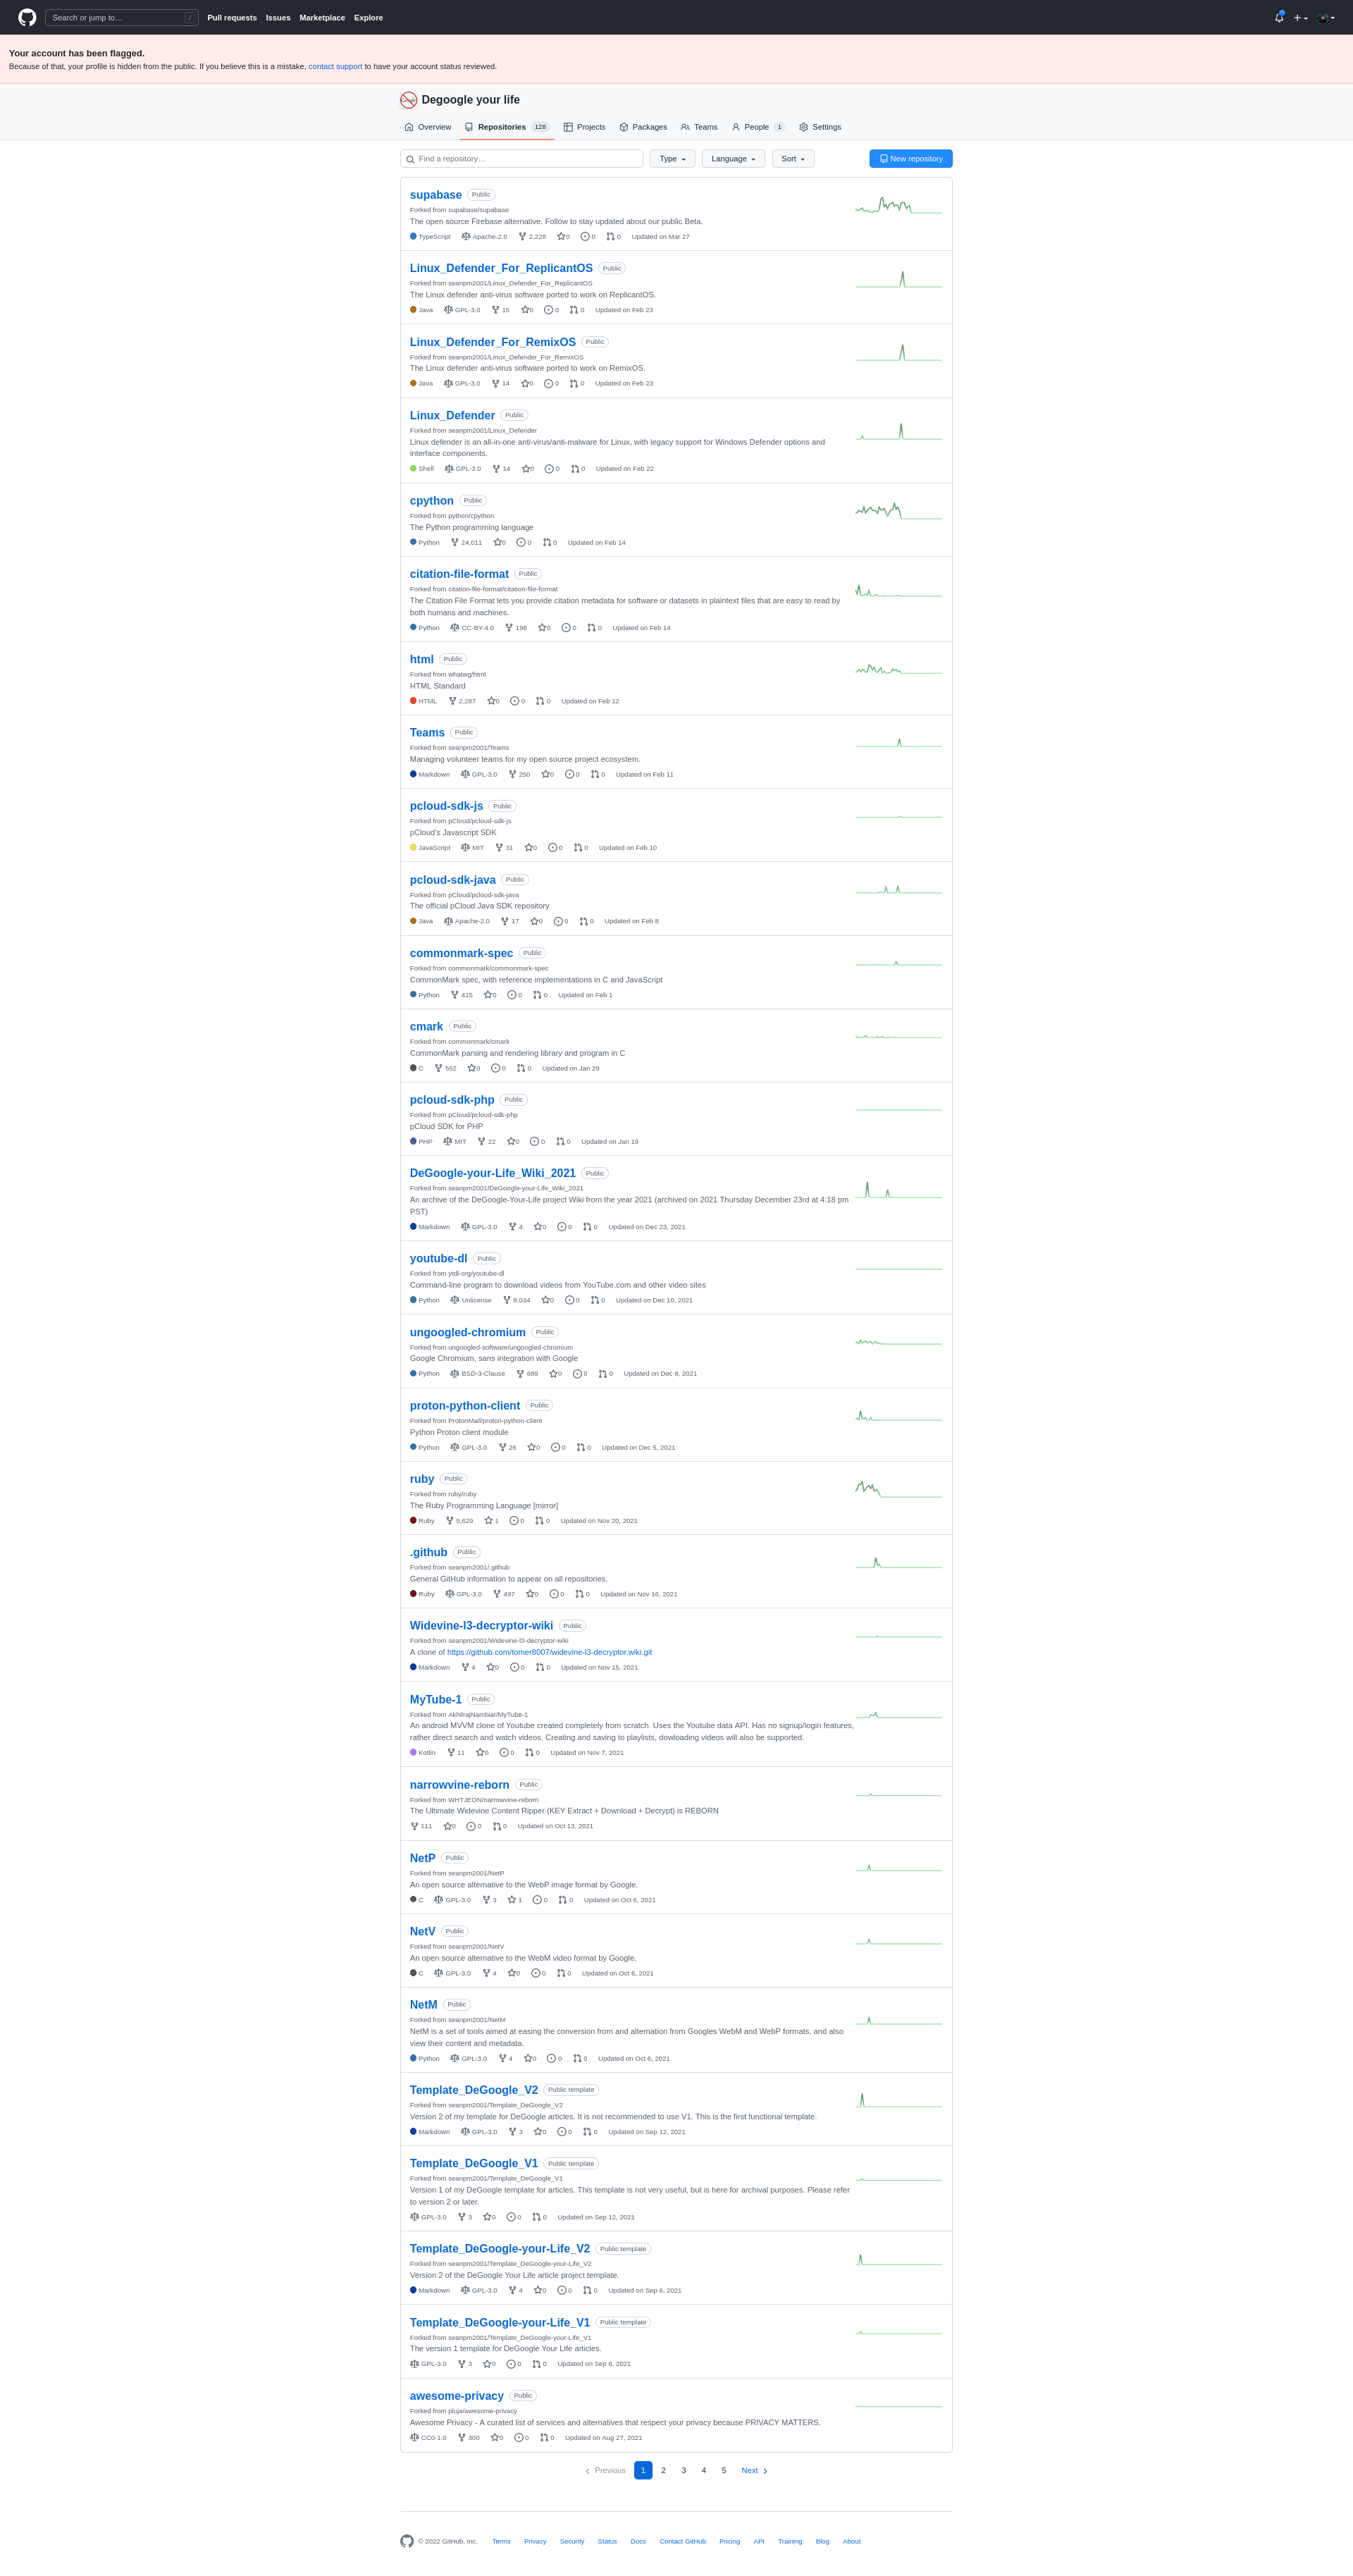 Search or jump to… /
Pull requests Issues Marketplace Explore
Your account has been flagged.
Because of that, your profile is hidden from the public. If you believe this is a mistake, contact support to have your account status reviewed.
Degoogle your life
Overview Repositories 128 Projects Packages Teams People 1 Settings
Find a repository… Type Language Sort New repository
supabase Public
Forked from supabase/supabase
The open source Firebase alternative. Follow to stay updated about our public Beta.
TypeScript Apache-2.0 2,228 0 0 0 Updated on Mar 27
Linux_Defender_For_ReplicantOS Public
Forked from seanpm2001/Linux_Defender_For_ReplicantOS
The Linux defender anti-virus software ported to work on ReplicantOS.
Java GPL-3.0 15 0 0 0 Updated on Feb 23
Linux_Defender_For_RemixOS Public
Forked from seanpm2001/Linux_Defender_For_RemixOS
The Linux defender anti-virus software ported to work on RemixOS.
Java GPL-3.0 14 0 0 0 Updated on Feb 23
Linux_Defender Public
Forked from seanpm2001/Linux_Defender
Linux defender is an all-in-one anti-virus/anti-malware for Linux, with legacy support for Windows Defender options and
interface components.
Shell GPL-3.0 14 0 0 0 Updated on Feb 22
cpython Public
Forked from python/cpython
The Python programming language
Python 24,011 0 0 0 Updated on Feb 14
citation-file-format Public
Forked from citation-file-format/citation-file-format
The Citation File Format lets you provide citation metadata for software or datasets in plaintext files that are easy to read by
both humans and machines.
Python CC-BY-4.0 198 0 0 0 Updated on Feb 14
html Public
Forked from whatwg/html
HTML Standard
HTML 2,287 0 0 0 Updated on Feb 12
Teams Public
Forked from seanpm2001/Teams
Managing volunteer teams for my open source project ecosystem.
Markdown GPL-3.0 250 0 0 0 Updated on Feb 11
pcloud-sdk-js Public
Forked from pCloud/pcloud-sdk-js
pCloud's Javascript SDK
JavaScript MIT 31 0 0 0 Updated on Feb 10
pcloud-sdk-java Public
Forked from pCloud/pcloud-sdk-java
The official pCloud Java SDK repository
Java Apache-2.0 17 0 0 0 Updated on Feb 8
commonmark-spec Public
Forked from commonmark/commonmark-spec
CommonMark spec, with reference implementations in C and JavaScript
Python 415 0 0 0 Updated on Feb 1
cmark Public
Forked from commonmark/cmark
CommonMark parsing and rendering library and program in C
C 552 0 0 0 Updated on Jan 29
pcloud-sdk-php Public
Forked from pCloud/pcloud-sdk-php
pCloud SDK for PHP
PHP MIT 22 0 0 0 Updated on Jan 19
DeGoogle-your-Life_Wiki_2021 Public
Forked from seanpm2001/DeGoogle-your-Life_Wiki_2021
An archive of the DeGoogle-Your-Life project Wiki from the year 2021 (archived on 2021 Thursday December 23rd at 4:18 pm
PST)
Markdown GPL-3.0 4 0 0 0 Updated on Dec 23, 2021
youtube-dl Public
Forked from ytdl-org/youtube-dl
Command-line program to download videos from YouTube.com and other video sites
Python Unlicense 8,034 0 0 0 Updated on Dec 10, 2021
ungoogled-chromium Public
Forked from ungoogled-software/ungoogled-chromium
Google Chromium, sans integration with Google
Python BSD-3-Clause 689 0 0 0 Updated on Dec 8, 2021
proton-python-client Public
Forked from ProtonMail/proton-python-client
Python Proton client module
Python GPL-3.0 26 0 0 0 Updated on Dec 5, 2021
ruby Public
Forked from ruby/ruby
The Ruby Programming Language [mirror]
Ruby 5,629 1 0 0 Updated on Nov 20, 2021
.github Public
Forked from seanpm2001/.github
General GitHub information to appear on all repositories.
Ruby GPL-3.0 497 0 0 0 Updated on Nov 16, 2021
Widevine-l3-decryptor-wiki Public
Forked from seanpm2001/Widevine-l3-decryptor-wiki
A clone of https://github.com/tomer8007/widevine-l3-decryptor.wiki.git
Markdown 4 0 0 0 Updated on Nov 15, 2021
MyTube-1 Public
Forked from AkhilrajNambiar/MyTube-1
An android MVVM clone of Youtube created completely from scratch. Uses the Youtube data API. Has no signup/login features,
rather direct search and watch videos. Creating and saving to playlists, dowloading videos will also be supported.
Kotlin 11 0 0 0 Updated on Nov 7, 2021
narrowvine-reborn Public
Forked from WHTJEON/narrowvine-reborn
The Ultimate Widevine Content Ripper (KEY Extract + Download + Decrypt) is REBORN
111 0 0 0 Updated on Oct 13, 2021
NetP Public
Forked from seanpm2001/NetP
An open source alternative to the WebP image format by Google.
C GPL-3.0 3 1 0 0 Updated on Oct 6, 2021
NetV Public
Forked from seanpm2001/NetV
An open source alternative to the WebM video format by Google.
C GPL-3.0 4 0 0 0 Updated on Oct 6, 2021
NetM Public
Forked from seanpm2001/NetM
NetM is a set of tools aimed at easing the conversion from and alternation from Googles WebM and WebP formats, and also
view their content and metadata.
Python GPL-3.0 4 0 0 0 Updated on Oct 6, 2021
Template_DeGoogle_V2 Public template
Forked from seanpm2001/Template_DeGoogle_V2
Version 2 of my template for DeGoogle articles. It is not recommended to use V1. This is the first functional template.
Markdown GPL-3.0 3 0 0 0 Updated on Sep 12, 2021
Template_DeGoogle_V1 Public template
Forked from seanpm2001/Template_DeGoogle_V1
Version 1 of my DeGoogle template for articles. This template is not very useful, but is here for archival purposes. Please refer
to version 2 or later.
GPL-3.0 3 0 0 0 Updated on Sep 12, 2021
Template_DeGoogle-your-Life_V2 Public template
Forked from seanpm2001/Template_DeGoogle-your-Life_V2
Version 2 of the DeGoogle Your Life article project template.
Markdown GPL-3.0 4 0 0 0 Updated on Sep 6, 2021
Template_DeGoogle-your-Life_V1 Public template
Forked from seanpm2001/Template_DeGoogle-your-Life_V1
The version 1 template for DeGoogle Your Life articles.
GPL-3.0 3 0 0 0 Updated on Sep 6, 2021
awesome-privacy Public
Forked from pluja/awesome-privacy
Awesome Privacy - A curated list of services and alternatives that respect your privacy because PRIVACY MATTERS.
CC0-1.0 300 0 0 0 Updated on Aug 27, 2021
Previous 1 2 3 4 5 Next
© 2022 GitHub, Inc. Terms Privacy Security Status Docs Contact GitHub Pricing API Training Blog About